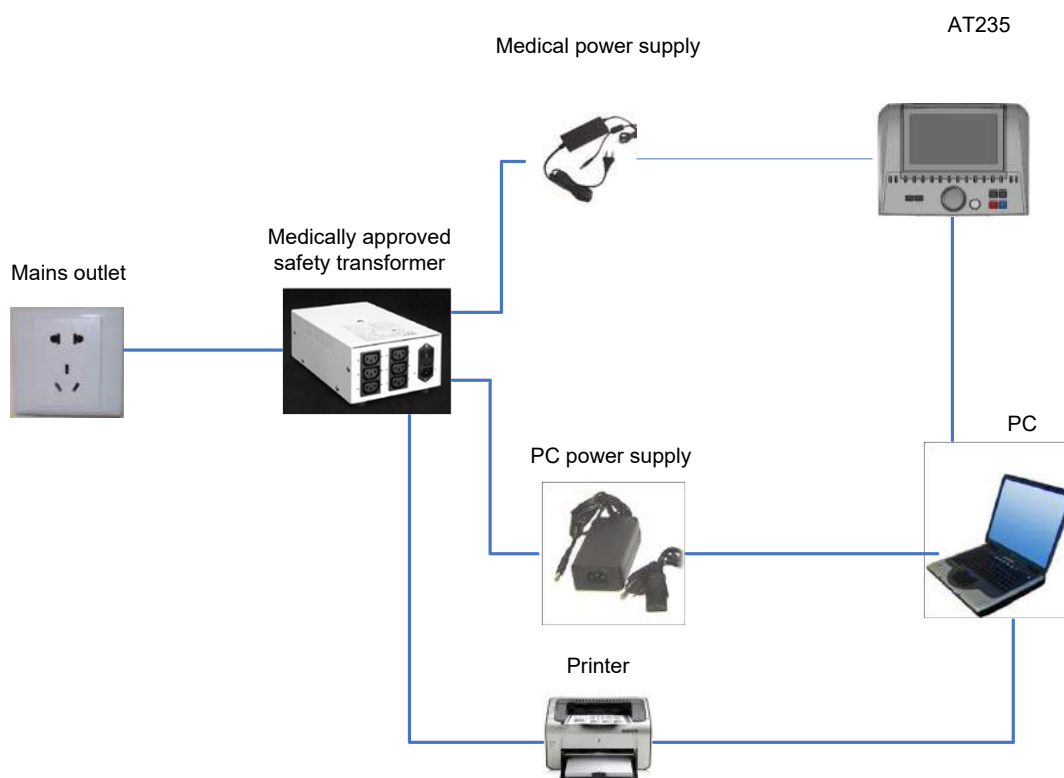 AT235
Medical power supply
Medically approved
safety transformer
Mains outlet
PC
PC power supply
Printer